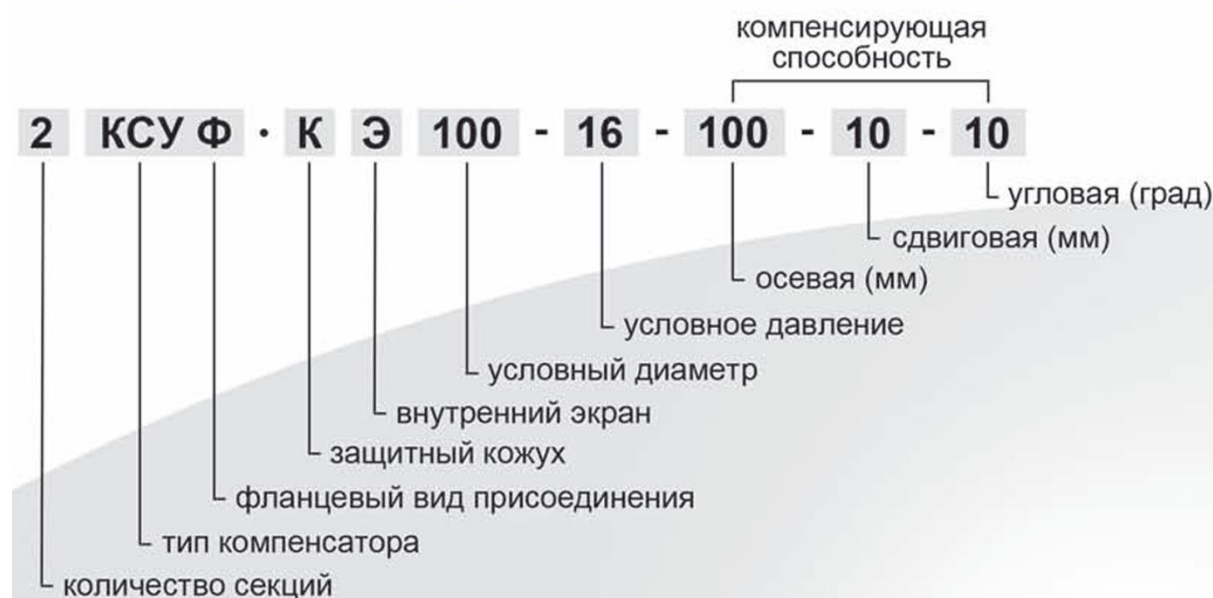 компенсирующая
способность
2 КСУ Ф · К Э 100 - 16 - 100 - 10 - 10
угловая (град)
сдвиговая (мм)
осевая (мм)
условное давление
условный диаметр
внутренний экран
защитный кожух
фланцевый вид присоединения
тип компенсатора
количество секций